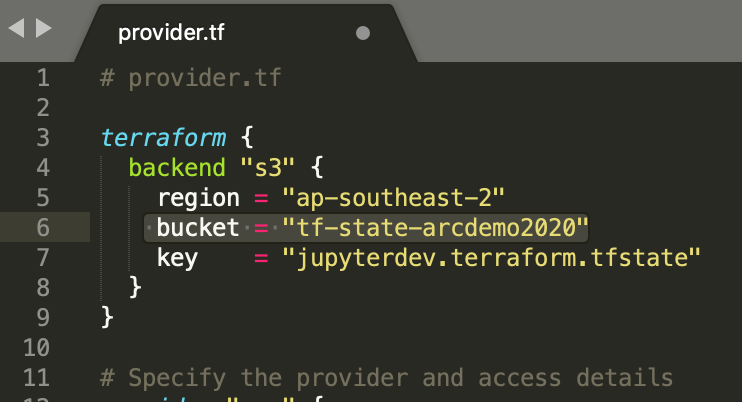 provider.tf
1 # provider.tf
2
3 terraform {
4 backend "s3" {
5 region = "ap-southeast-2"
6 bucket = "tf-state-arcdemo2020"
7 key    = "jupyterdev.terraform.tfstate"
8 }
9 }
10
11 # Specify the provider and access details